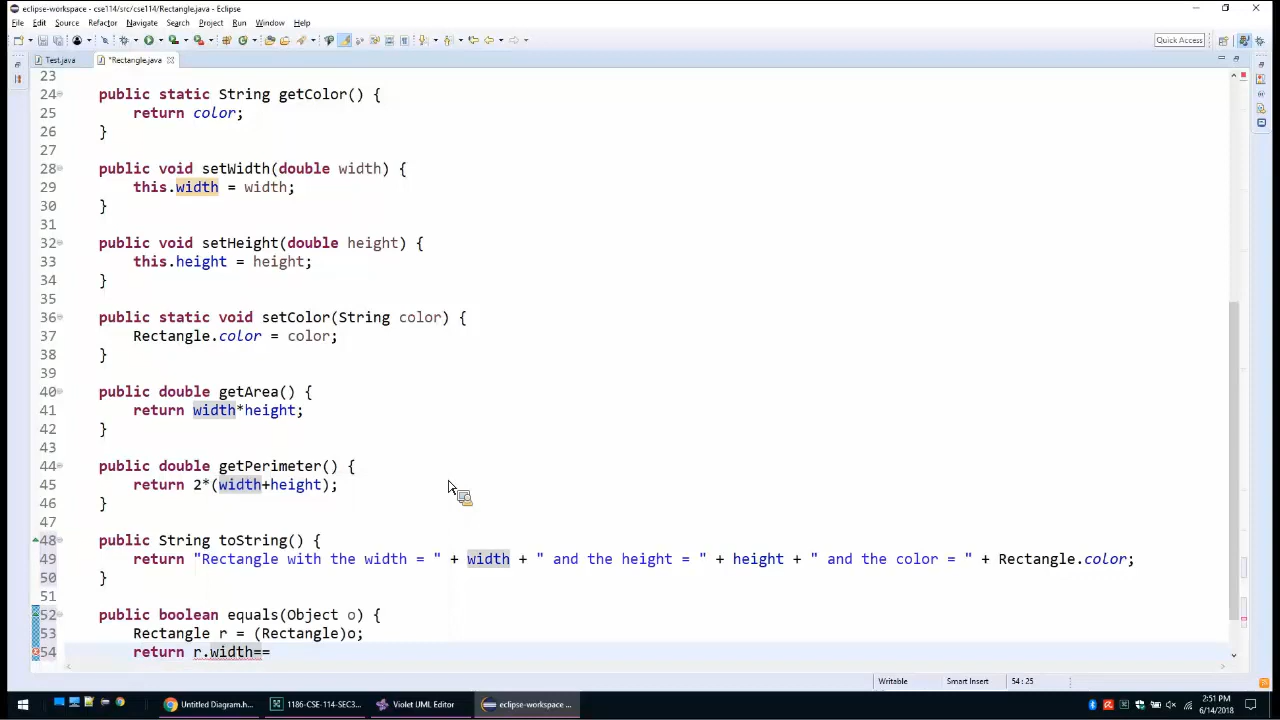 eclipse-workspace - cse114/src/cse114/Rectangle.java - Eclipse
File Edit Source Refactor Navigate Search Project Run Window Help
Quick Access
Test.java *Rectangle.java
23
24 public static String getColor() {
25 return color;
26 }
27
28 public void setWidth(double width) {
29 this.width = width;
30 }
31
32 public void setHeight(double height) {
33 this.height = height;
34 }
35
36 public static void setColor(String color) {
37 Rectangle.color = color;
38 }
39
40 public double getArea() {
41 return width*height;
42 }
43
44 public double getPerimeter() {
45 return 2*(width+height);
46 }
47
48 public String toString() {
49 return "Rectangle with the width = " + width + " and the height = " + height + " and the color = " + Rectangle.color;
50 }
51
52 public boolean equals(Object o) {
53 Rectangle r = (Rectangle)o;
54 return r.width==
Writable Smart Insert 54 : 25
Untitled Diagram.h... 1186-CSE-114-SEC3... Violet UML Editor eclipse-workspace ... 2:51 PM
6/14/2018